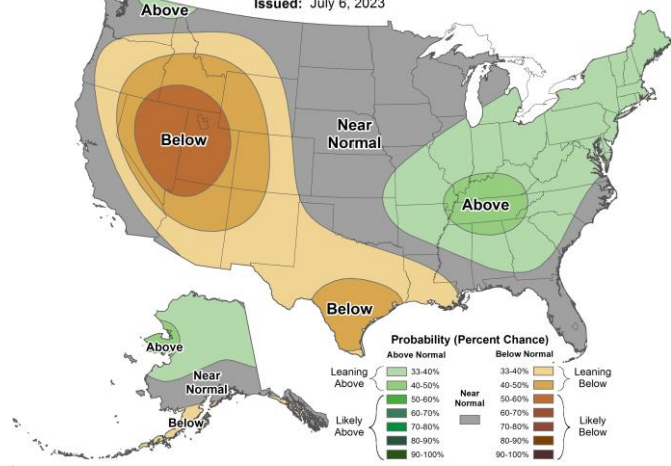 Issued: July 6, 2023
Above
Below
Near
Normal
Above
Below
Above
Near
Normal
Below
Probability (Percent Chance)
Above Normal
Below Normal
Leaning
Above
33-40%
40-50%
50-60%
60-70%
70-80%
80-90%
90-100%
Likely
Above
Near
Normal
33-40%
40-50%
50-60%
60-70%
70-80%
80-90%
90-100%
Leaning
Below
Likely
Below